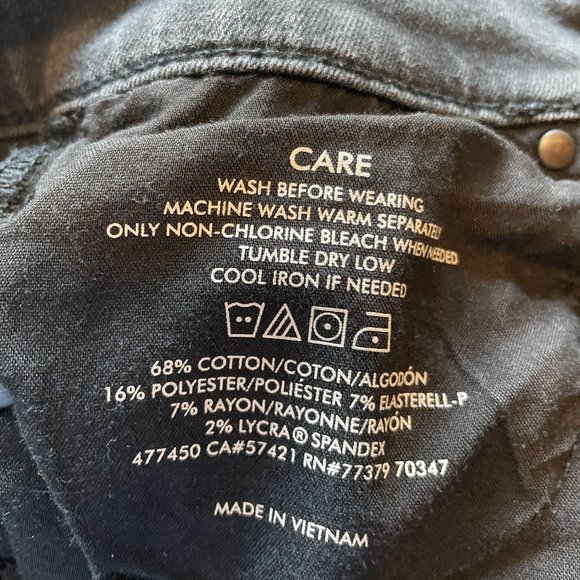 CARE
WASH BEFORE WEARING
MACHINE WASH WARM SEPARATELY
ONLY NON-CHLORINE BLEACH WHEN NEEDED
TUMBLE DRY LOW
COOL IRON IF NEEDED
68% COTTON/COTON/ALGODÓN
16% POLYESTER/POLIÉSTER 7% ELASTERELL-P
7% RAYON/RAYONNE/RAYÓN
2% LYCRA® SPANDEX
477450 CA#57421 RN#77379 70347
MADE IN VIETNAM